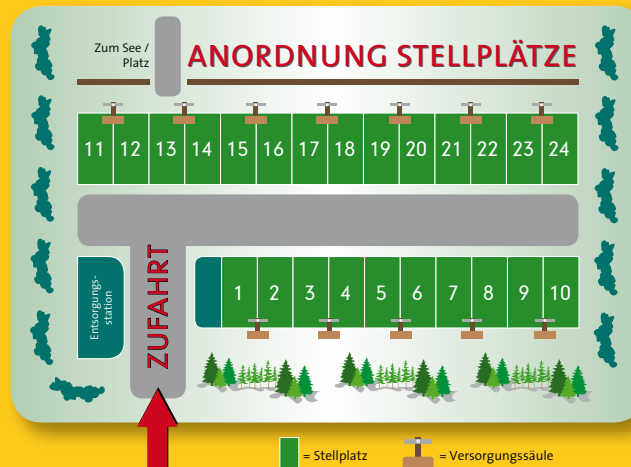 Zum See /
Platz
ANORDNUNG STELLPLÄTZE
11 12 13 14 15 16 17 18 19 20 21 22 23 24
Entsorgungs-
station
ZUFAHRT
1 2 3 4 5 6 7 8 9 10
= Stellplatz
= Versorgungssäule